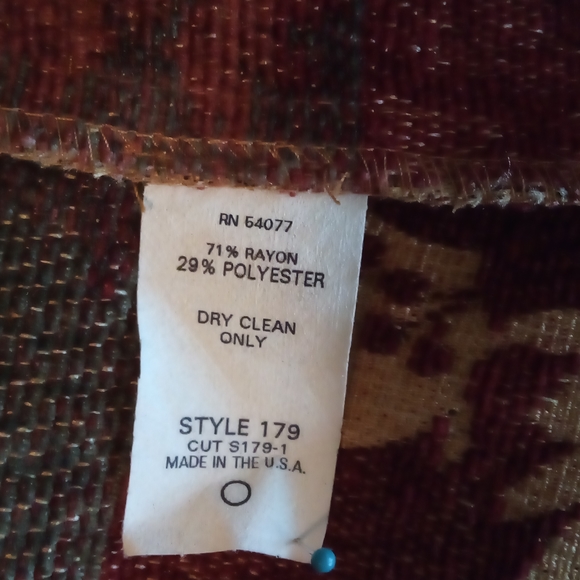 RN 54077
71% RAYON
29% POLYESTER
DRY CLEAN
ONLY
STYLE 179
CUT S179-1
MADE IN THE U.S.A.